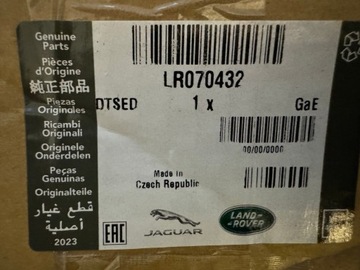 Genuine
Parts
Pièces
d'Origine
純正部品
Piezas
Originales
Ricambi
Originali
Originele
Onderdelen
Peças
Genuinas
Originalteile
قطع غيار
أصلية
2023
LR070432
DTSED 1 x GaE
00/00/0000
Made in
Czech Republic
EAC
JAGUAR
LAND-
ROVER